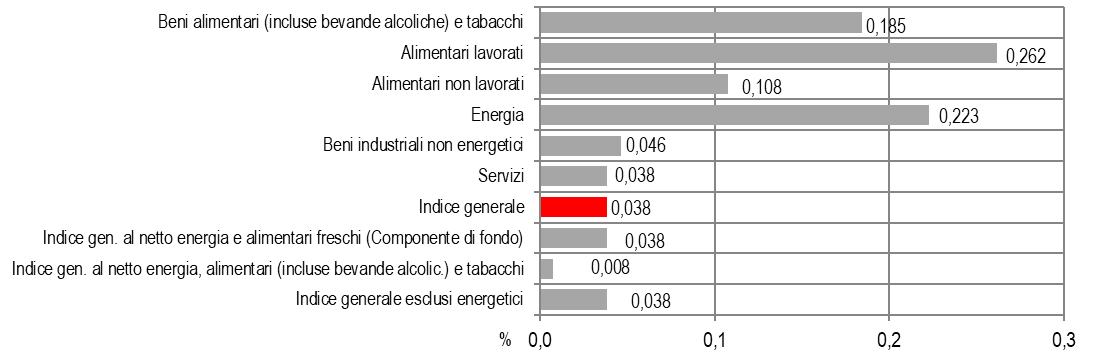 Beni alimentari (incluse bevande alcoliche) e tabacchi 0,185
Alimentari lavorati 0,262
Alimentari non lavorati 0,108
Energia 0,223
Beni industriali non energetici 0,046
Servizi 0,038
Indice generale 0,038
Indice gen. al netto energia e alimentari freschi (Componente di fondo) 0,038
Indice gen. al netto energia, alimentari (incluse bevande alcolic.) e tabacchi 0,008
Indice generale esclusi energetici 0,038
% 0,0 0,1 0,2 0,3